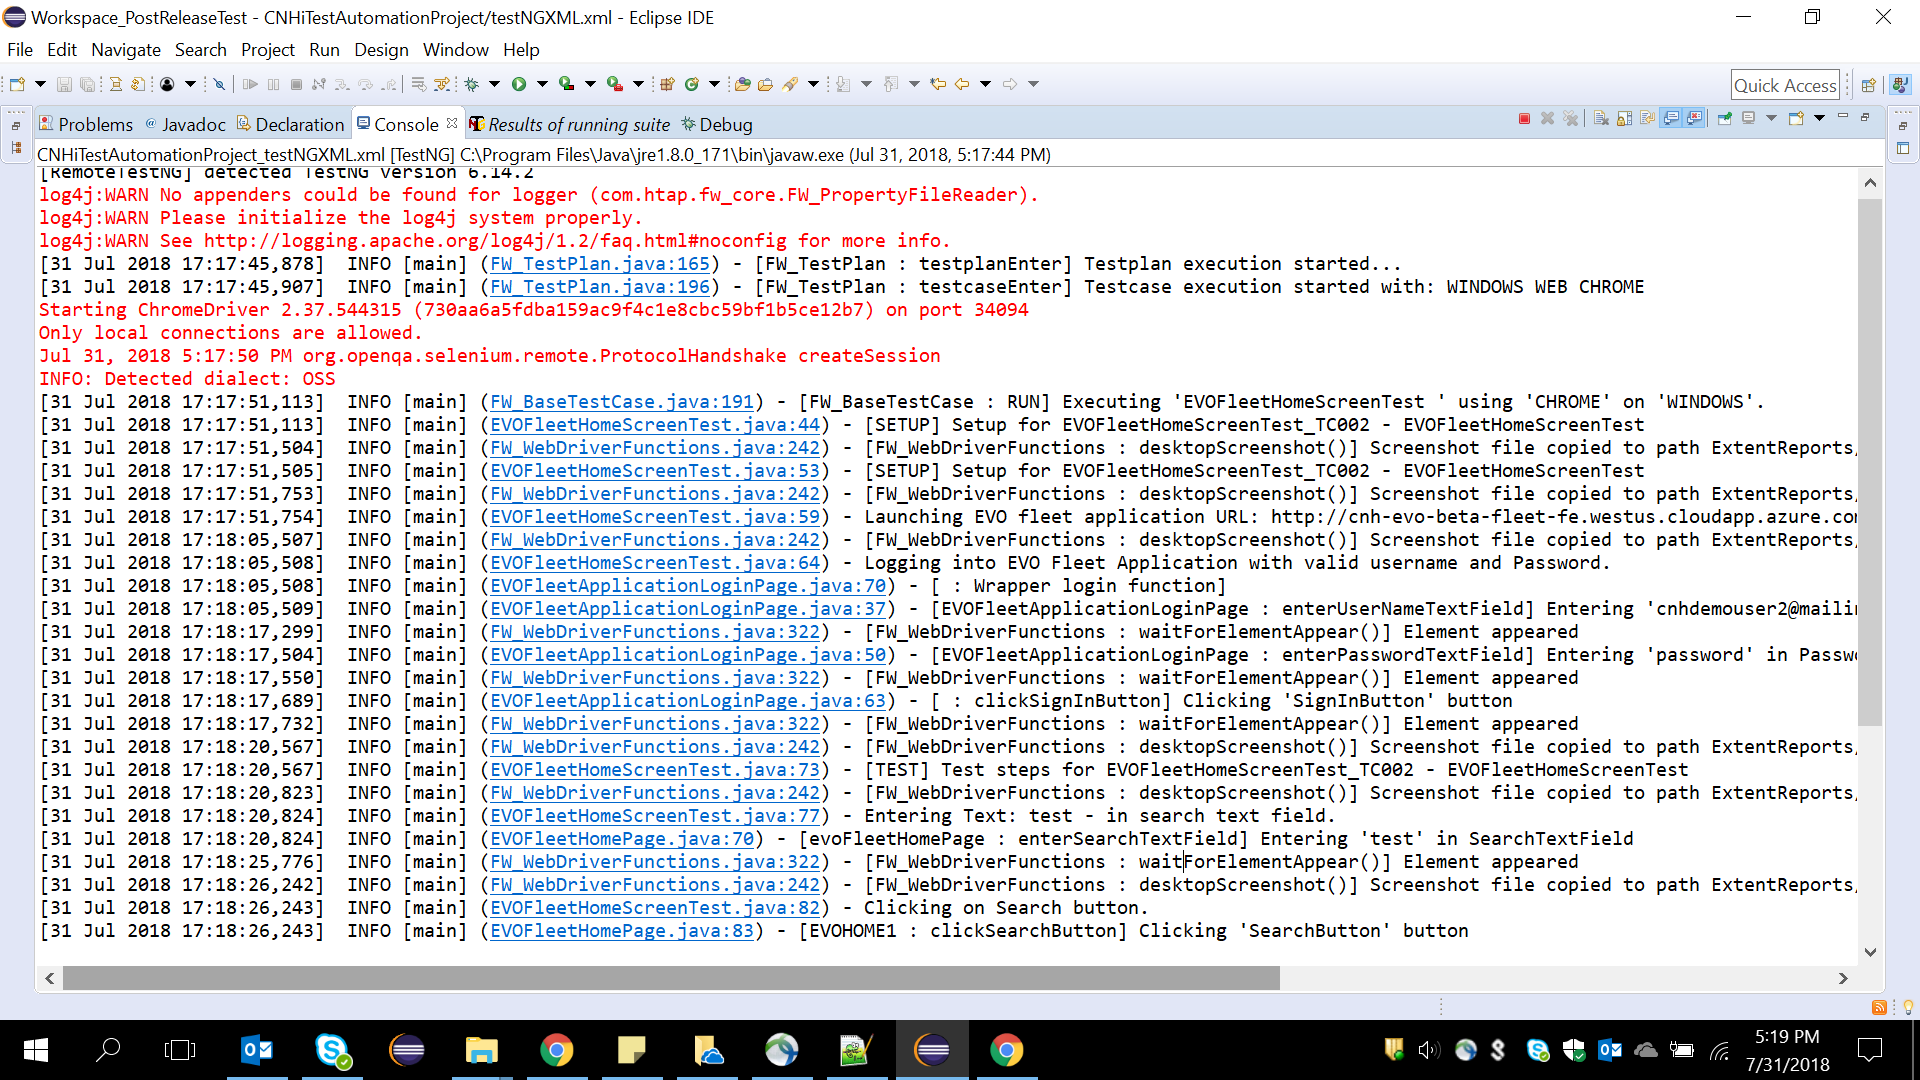 Workspace_PostReleaseTest - CNHiTestAutomationProject/testNGXML.xml - Eclipse IDE
File Edit Navigate Search Project Run Design Window Help
Quick Access
Problems @ Javadoc Declaration Console Results of running suite Debug
CNHiTestAutomationProject_testNGXML.xml [TestNG] C:\Program Files\Java\jre1.8.0_171\bin\javaw.exe (Jul 31, 2018, 5:17:44 PM)
[RemoteTestNG] detected TestNG version 6.14.2
log4j:WARN No appenders could be found for logger (com.htap.fw_core.FW_PropertyFileReader).
log4j:WARN Please initialize the log4j system properly.
log4j:WARN See http://logging.apache.org/log4j/1.2/faq.html#noconfig for more info.
[31 Jul 2018 17:17:45,878]  INFO [main] (FW_TestPlan.java:165) - [FW_TestPlan : testplanEnter] Testplan execution started...
[31 Jul 2018 17:17:45,907]  INFO [main] (FW_TestPlan.java:196) - [FW_TestPlan : testcaseEnter] Testcase execution started with: WINDOWS WEB CHROME
Starting ChromeDriver 2.37.544315 (730aa6a5fdba159ac9f4c1e8cbc59bf1b5ce12b7) on port 34094
Only local connections are allowed.
Jul 31, 2018 5:17:50 PM org.openqa.selenium.remote.ProtocolHandshake createSession
INFO: Detected dialect: OSS
[31 Jul 2018 17:17:51,113]  INFO [main] (FW_BaseTestCase.java:191) - [FW_BaseTestCase : RUN] Executing 'EVOFleetHomeScreenTest ' using 'CHROME' on 'WINDOWS'.
[31 Jul 2018 17:17:51,113]  INFO [main] (EVOFleetHomeScreenTest.java:44) - [SETUP] Setup for EVOFleetHomeScreenTest_TC002 - EVOFleetHomeScreenTest
[31 Jul 2018 17:17:51,504]  INFO [main] (FW_WebDriverFunctions.java:242) - [FW_WebDriverFunctions : desktopScreenshot()] Screenshot file copied to path ExtentReports/
[31 Jul 2018 17:17:51,505]  INFO [main] (EVOFleetHomeScreenTest.java:53) - [SETUP] Setup for EVOFleetHomeScreenTest_TC002 - EVOFleetHomeScreenTest
[31 Jul 2018 17:17:51,753]  INFO [main] (FW_WebDriverFunctions.java:242) - [FW_WebDriverFunctions : desktopScreenshot()] Screenshot file copied to path ExtentReports/
[31 Jul 2018 17:17:51,754]  INFO [main] (EVOFleetHomeScreenTest.java:59) - Launching EVO fleet application URL: http://cnh-evo-beta-fleet-fe.westus.cloudapp.azure.com
[31 Jul 2018 17:18:05,507]  INFO [main] (FW_WebDriverFunctions.java:242) - [FW_WebDriverFunctions : desktopScreenshot()] Screenshot file copied to path ExtentReports/
[31 Jul 2018 17:18:05,508]  INFO [main] (EVOFleetHomeScreenTest.java:64) - Logging into EVO Fleet Application with valid username and Password.
[31 Jul 2018 17:18:05,508]  INFO [main] (EVOFleetApplicationLoginPage.java:70) - [ : Wrapper login function]
[31 Jul 2018 17:18:05,509]  INFO [main] (EVOFleetApplicationLoginPage.java:37) - [EVOFleetApplicationLoginPage : enterUserNameTextField] Entering 'cnhdemouser2@mailin
[31 Jul 2018 17:18:17,299]  INFO [main] (FW_WebDriverFunctions.java:322) - [FW_WebDriverFunctions : waitForElementAppear()] Element appeared
[31 Jul 2018 17:18:17,504]  INFO [main] (EVOFleetApplicationLoginPage.java:50) - [EVOFleetApplicationLoginPage : enterPasswordTextField] Entering 'password' in Passwo
[31 Jul 2018 17:18:17,550]  INFO [main] (FW_WebDriverFunctions.java:322) - [FW_WebDriverFunctions : waitForElementAppear()] Element appeared
[31 Jul 2018 17:18:17,689]  INFO [main] (EVOFleetApplicationLoginPage.java:63) - [ : clickSignInButton] Clicking 'SignInButton' button
[31 Jul 2018 17:18:17,732]  INFO [main] (FW_WebDriverFunctions.java:322) - [FW_WebDriverFunctions : waitForElementAppear()] Element appeared
[31 Jul 2018 17:18:20,567]  INFO [main] (FW_WebDriverFunctions.java:242) - [FW_WebDriverFunctions : desktopScreenshot()] Screenshot file copied to path ExtentReports/
[31 Jul 2018 17:18:20,567]  INFO [main] (EVOFleetHomeScreenTest.java:73) - [TEST] Test steps for EVOFleetHomeScreenTest_TC002 - EVOFleetHomeScreenTest
[31 Jul 2018 17:18:20,823]  INFO [main] (FW_WebDriverFunctions.java:242) - [FW_WebDriverFunctions : desktopScreenshot()] Screenshot file copied to path ExtentReports/
[31 Jul 2018 17:18:20,824]  INFO [main] (EVOFleetHomeScreenTest.java:77) - Entering Text: test - in search text field.
[31 Jul 2018 17:18:20,824]  INFO [main] (EVOFleetHomePage.java:70) - [evoFleetHomePage : enterSearchTextField] Entering 'test' in SearchTextField
[31 Jul 2018 17:18:25,776]  INFO [main] (FW_WebDriverFunctions.java:322) - [FW_WebDriverFunctions : waitForElementAppear()] Element appeared
[31 Jul 2018 17:18:26,242]  INFO [main] (FW_WebDriverFunctions.java:242) - [FW_WebDriverFunctions : desktopScreenshot()] Screenshot file copied to path ExtentReports/
[31 Jul 2018 17:18:26,243]  INFO [main] (EVOFleetHomeScreenTest.java:82) - Clicking on Search button.
[31 Jul 2018 17:18:26,243]  INFO [main] (EVOFleetHomePage.java:83) - [EVOHOME1 : clickSearchButton] Clicking 'SearchButton' button
5:19 PM
7/31/2018